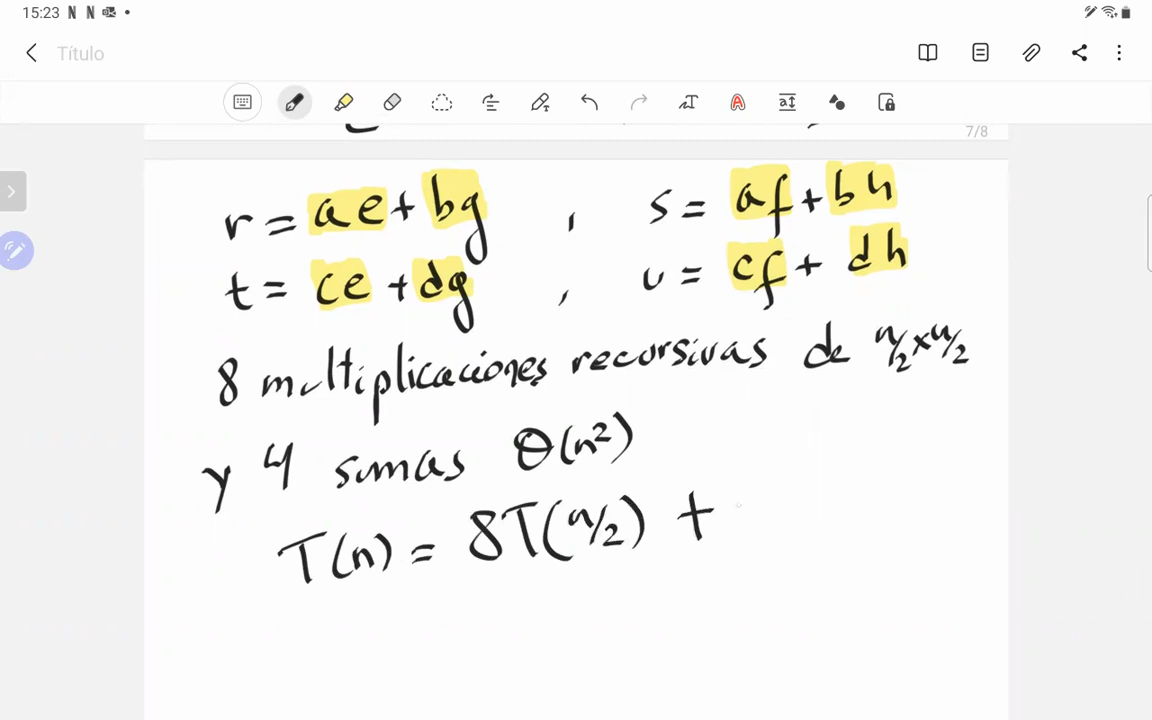 15:23 N N
Título
7/8
r = ae + bg , s = af + bh
t = ce + dg , u = cf + dh
8 multiplicaciones recursivas de n/2 x n/2
y 4 sumas Θ(n²)
T(n) = 8T(n/2) +